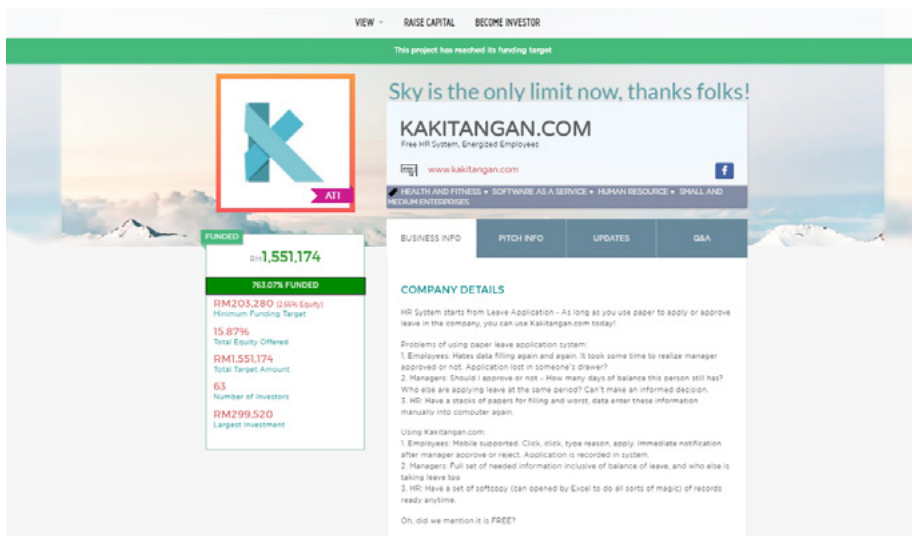 VIEW
RAISE CAPITAL
BECOME INVESTOR
This project has reached its funding target
Sky is the only limit now, thanks folks!
ATI
KAKITANGAN.COM
Free HR System, Energized Employees
www.kakitangan.com
HEALTH AND FITNESS • SOFTWARE AS A SERVICE • HUMAN RESOURCE • SMALL AND
MEDIUM ENTERPRISES
FUNDED
RM1,551,174
763.07% FUNDED
RM203,280 (2.66% Equity)
Minimum Funding Target
15.87%
Total Equity Offered
RM1,551,174
Total Target Amount
63
Number of Investors
RM299,520
Largest Investment
BUSINESS INFO
PITCH INFO
UPDATES
Q&A
COMPANY DETAILS
HR System starts from Leave Application - As long as you use paper to apply or approve
leave in the company, you can use Kakitangan.com today!
Problems of using paper leave application system:
1. Employees: Hates data filling again and again. It took some time to realize manager
approved or not. Application lost in someone's drawer?
2. Managers: Should I approve or not - How many days of balance this person still has?
Who else are applying leave at the same period? Can't make an informed decision.
3. HR: Have a stacks of papers for filling and worst, data enter these information
manually into computer again.
Using Kakitangan.com:
1. Employees: Mobile supported. Click, click, type reason, apply. Immediate notification
after manager approve or reject. Application is recorded in system.
2. Managers: Full set of needed information inclusive of balance of leave, and who else is
taking leave too
3. HR: Have a set of softcopy (can opened by Excel to do all sorts of magic) of records
ready anytime.
Oh, did we mention it is FREE?